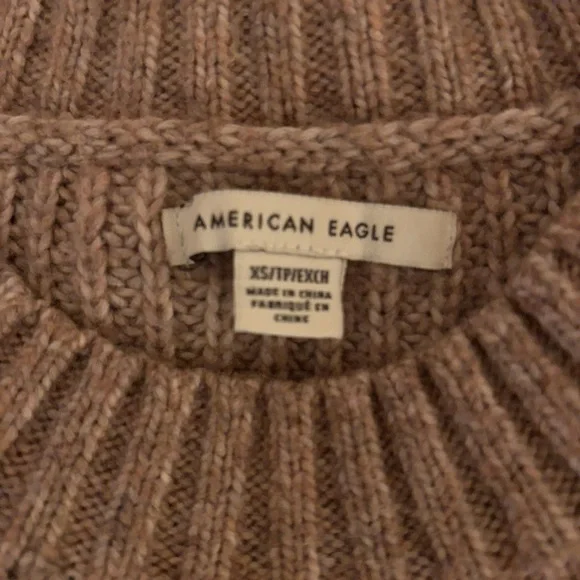 AMERICAN EAGLE
XS/TP/EXCH
MADE IN CHINA
FABRIQUÉ EN
CHINE